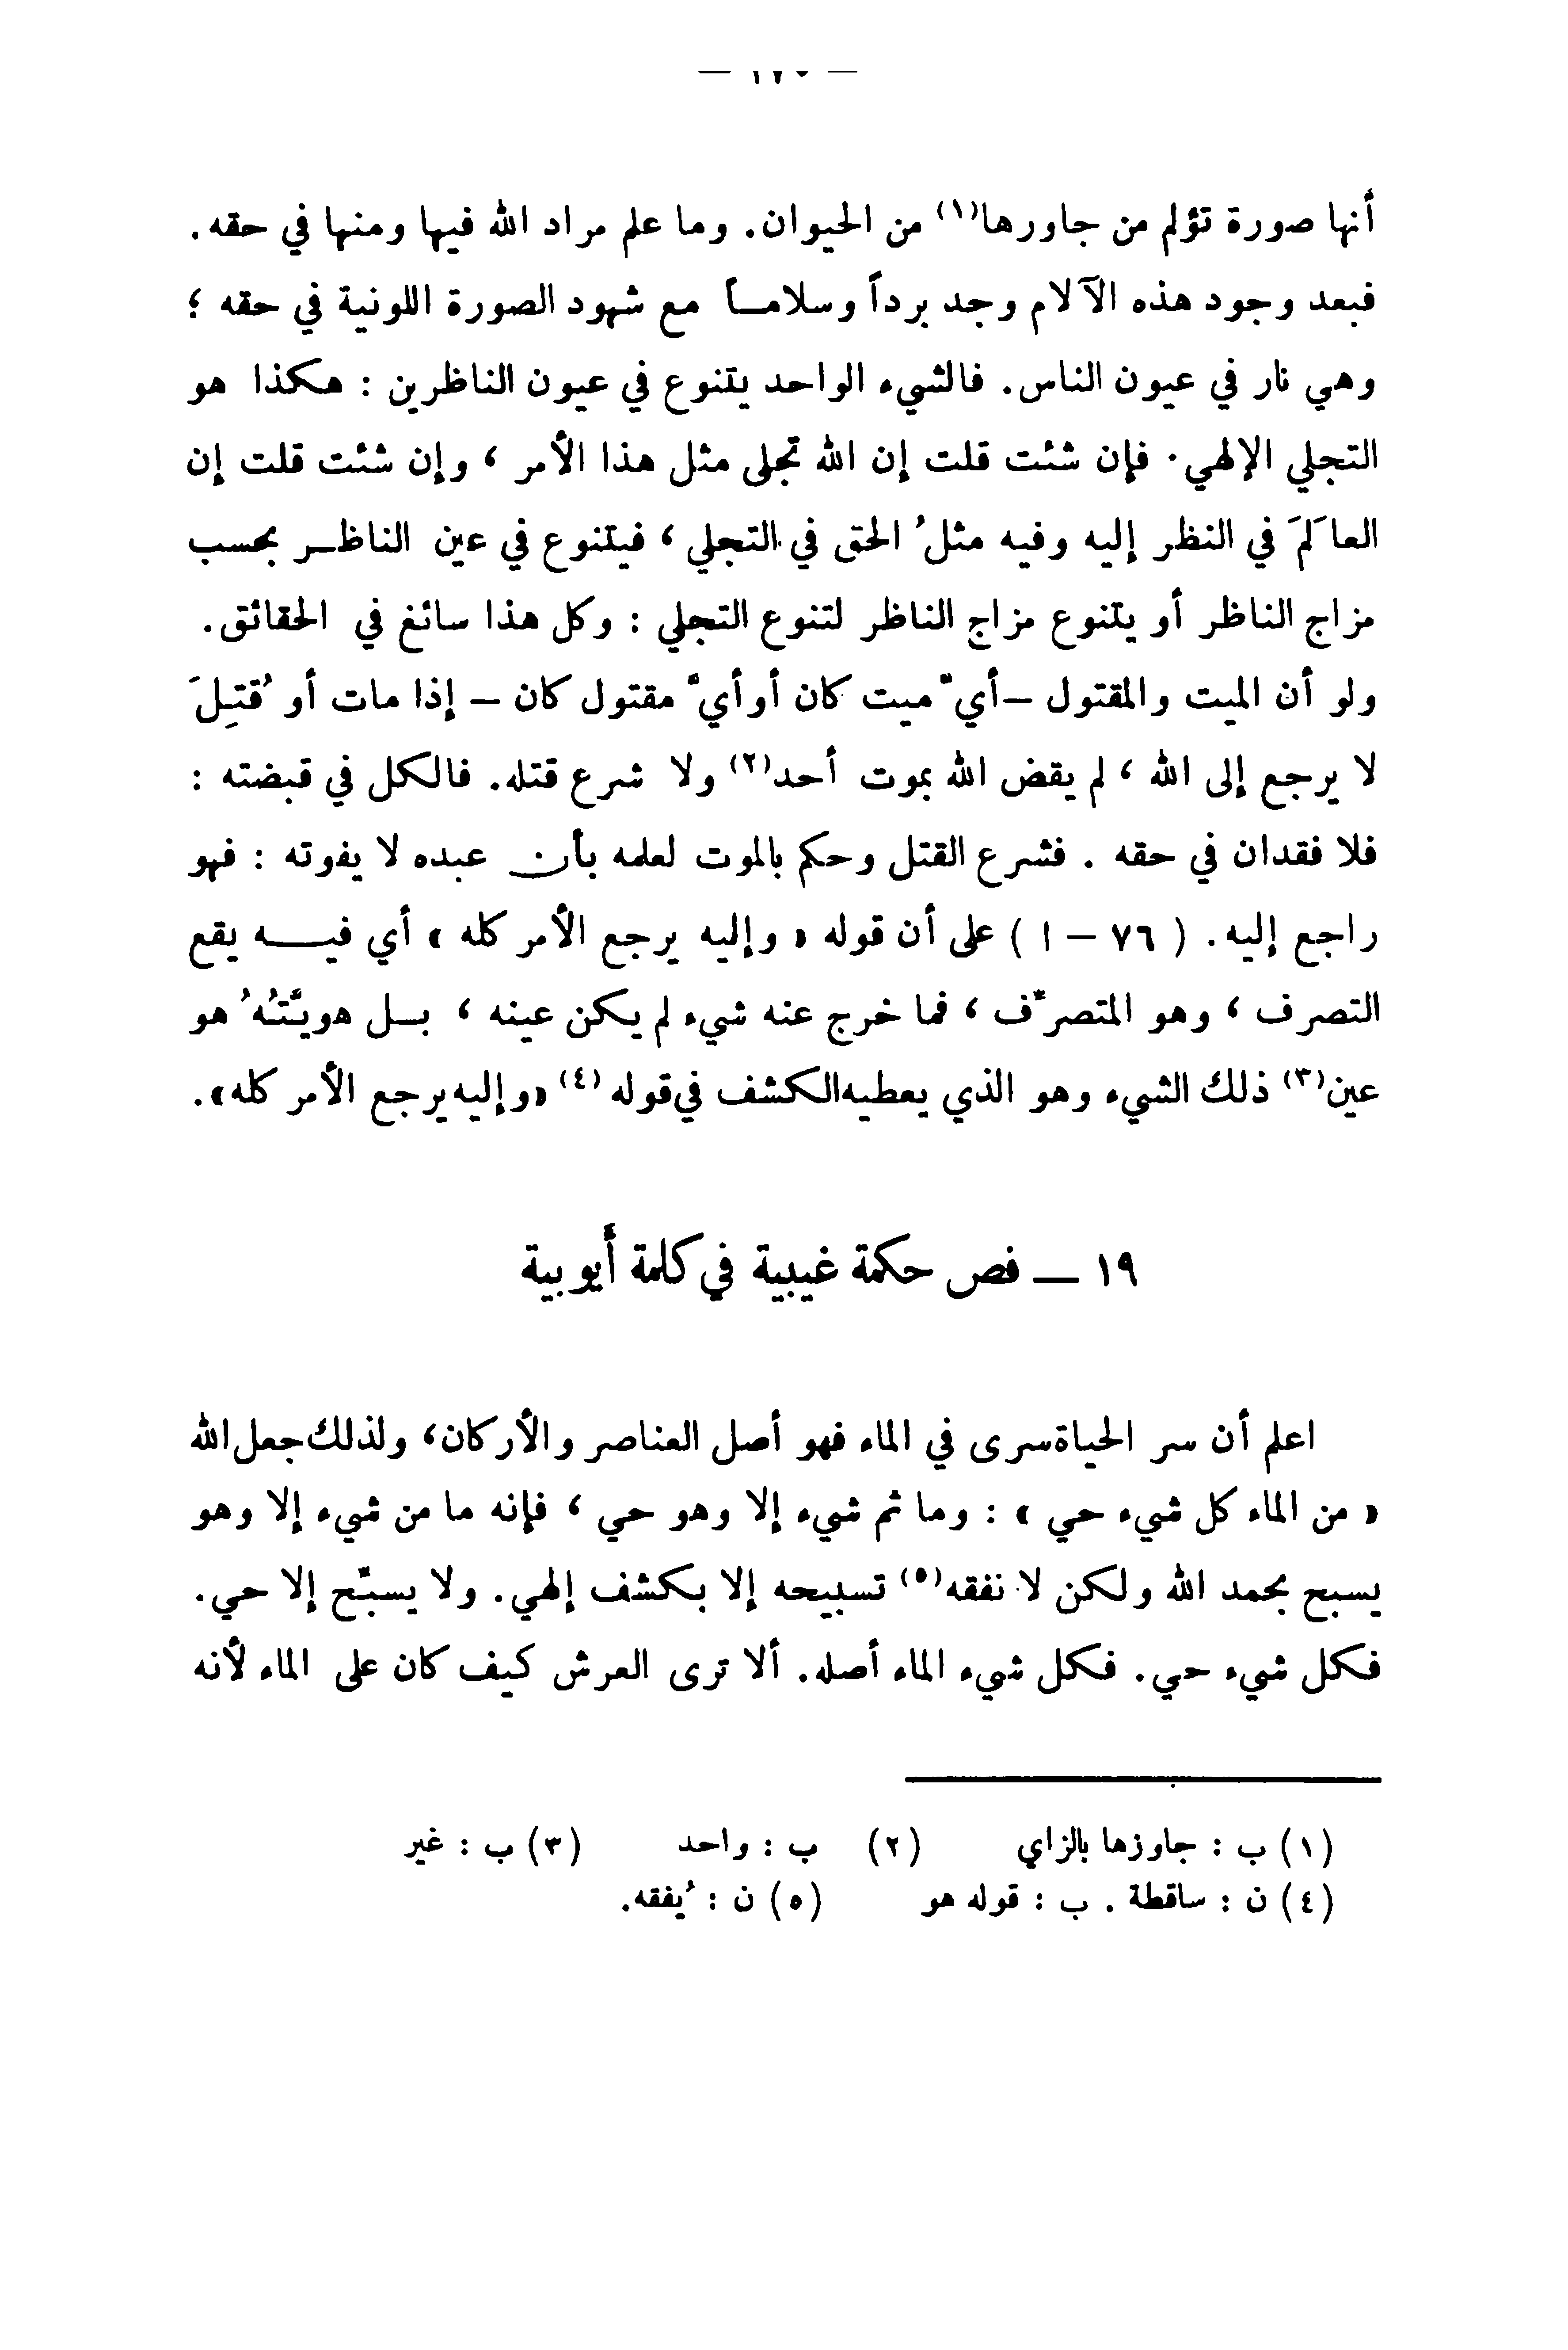 — ١٧٠ —
أنها صورة تؤلم من جاورها(١) من الحيوان. وما علم مراد الله فيها ومنها في حقه.
فبعد وجود هذه الآلام وجد برداً وسلاماً مع شهود الصورة اللونية في حقه ؛
وهي نار في عيون الناس. فالشيء الواحد يتنوع في عيون الناظرين : هكذا هو
التجلي الإلهي. فإن شئت قلت إن الله تجلى مثل هذا الأمر ، وإن شئت قلت إن
العالَمَ في النظر إليه وفيه مثلُ الحق في التجلي ، فيتنوع في عين الناظر بحسب
مزاج الناظر أو يتنوع مزاج الناظر لتنوع التجلي : وكل هذا سائغ في الحقائق.
ولو أن الميت والمقتول – أيَّ ميت كان أو أيَّ مقتول كان – إذا مات أو قُتِلَ
لا يرجع إلى الله ، لم يقض الله بموت أحد(٢) ولا شرع قتله. فالكل في قبضته :
فلا فقدان في حقه . فشرع القتل وحكم بالموت لعلمه بأن عبده لا يفوته : فهو
راجع إليه. ( ٧٦ – ا ) على أن قوله « وإليه يرجع الأمر كله » أي فيه يقع
التصرف ، وهو المتصرِّف ، فما خرج عنه شيء لم يكن عينه ، بل هويَّتُهُ هو
عين(٣) ذلك الشيء وهو الذي يعطيه الكشف في قوله (٤) «وإليه يرجع الأمر كله».
١٩ — فص حكمة غيبية في كلمة أيوبية
اعلم أن سر الحياة سرى في الماء فهو أصل العناصر والأركان، ولذلك جعل الله
« من الماء كل شيء حي » : وما ثم شيء إلا وهو حي ، فإنه ما من شيء إلا وهو
يسبح بحمد الله ولكن لا نفقه(٥) تسبيحه إلا بكشف إلهي. ولا يسبِّح إلا حي.
فكل شيء حي. فكل شيء الماء أصله. ألا ترى العرش كيف كان على الماء لأنه
(١) ب : جاوزها بالزاي (٢) ب : واحد (٣) ب : غير
(٤) ن : ساقطة . ب : قوله هو (٥) ن : يُفقه.